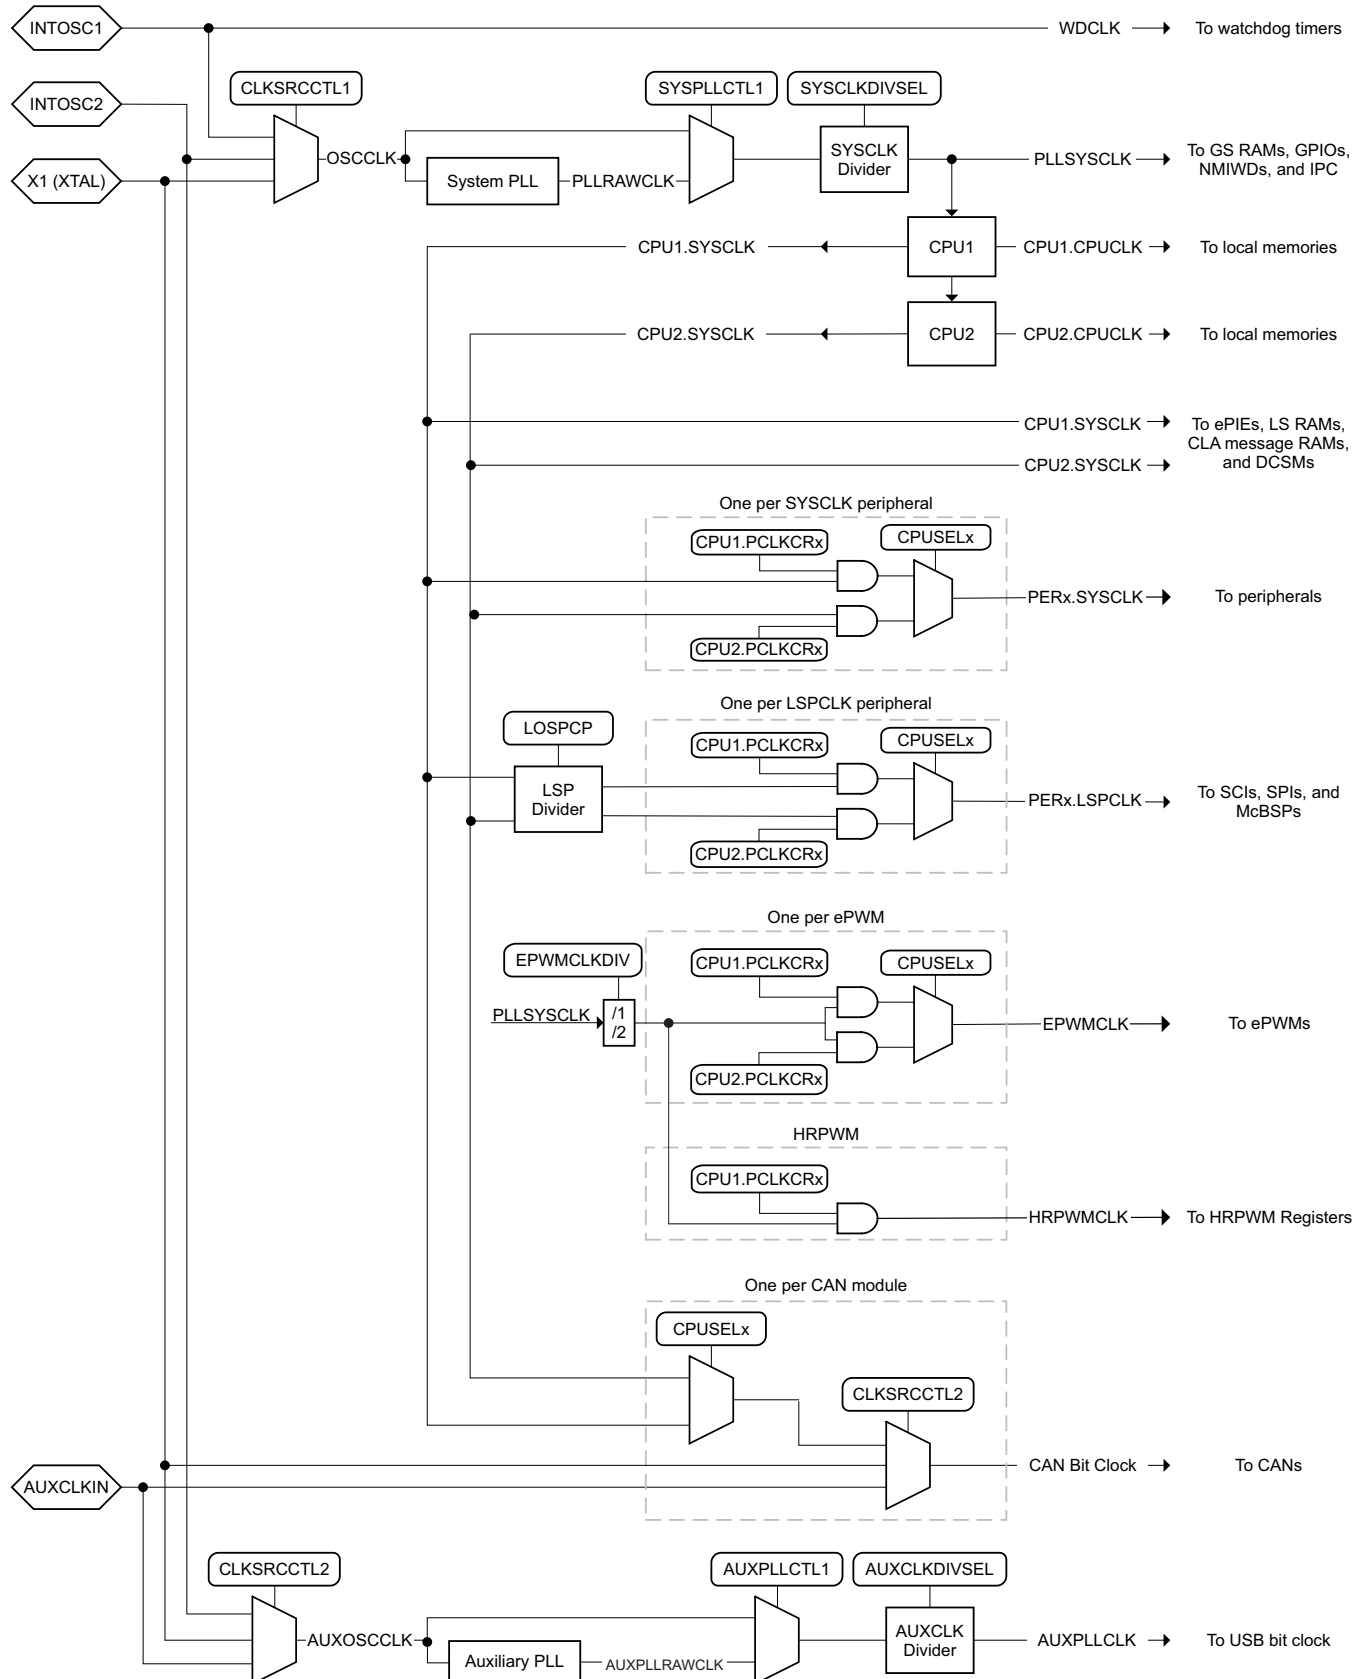 INTOSC1
WDCLK
To watchdog timers
INTOSC2
CLKSRCCTL1
SYSPLLCTL1
SYSCLKDIVSEL
X1 (XTAL)
OSCCLK
System PLL
PLLRAWCLK
SYSCLK
Divider
PLLSYSCLK
To GS RAMs, GPIOs,
NMIWDs, and IPC
CPU1.SYSCLK
CPU1
CPU1.CPUCLK
To local memories
CPU2.SYSCLK
CPU2
CPU2.CPUCLK
To local memories
CPU1.SYSCLK
CPU2.SYSCLK
To ePIEs, LS RAMs,
CLA message RAMs,
and DCSMs
One per SYSCLK peripheral
CPU1.PCLKCRx
CPUSELx
CPU2.PCLKCRx
PERx.SYSCLK
To peripherals
One per LSPCLK peripheral
LOSPCP
LSP
Divider
CPU1.PCLKCRx
CPUSELx
CPU2.PCLKCRx
PERx.LSPCLK
To SCIs, SPIs, and
McBSPs
One per ePWM
EPWMCLKDIV
PLLSYSCLK
/1
/2
CPU1.PCLKCRx
CPUSELx
CPU2.PCLKCRx
EPWMCLK
To ePWMs
HRPWM
CPU1.PCLKCRx
HRPWMCLK
To HRPWM Registers
One per CAN module
CPUSELx
CLKSRCCTL2
AUXCLKIN
CAN Bit Clock
To CANs
CLKSRCCTL2
AUXPLLCTL1
AUXCLKDIVSEL
AUXOSCCLK
Auxiliary PLL
AUXPLLRAWCLK
AUXCLK
Divider
AUXPLLCLK
To USB bit clock